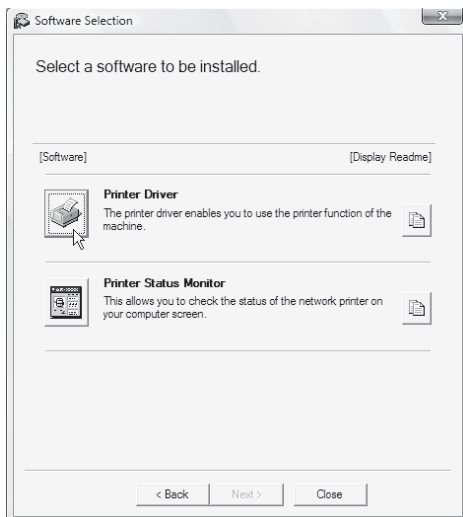 Software Selection
Select a software to be installed.
[Software] [Display Readme]
Printer Driver
The printer driver enables you to use the printer function of the
machine.
Printer Status Monitor
This allows you to check the status of the network printer on
your computer screen.
< Back Next > Close